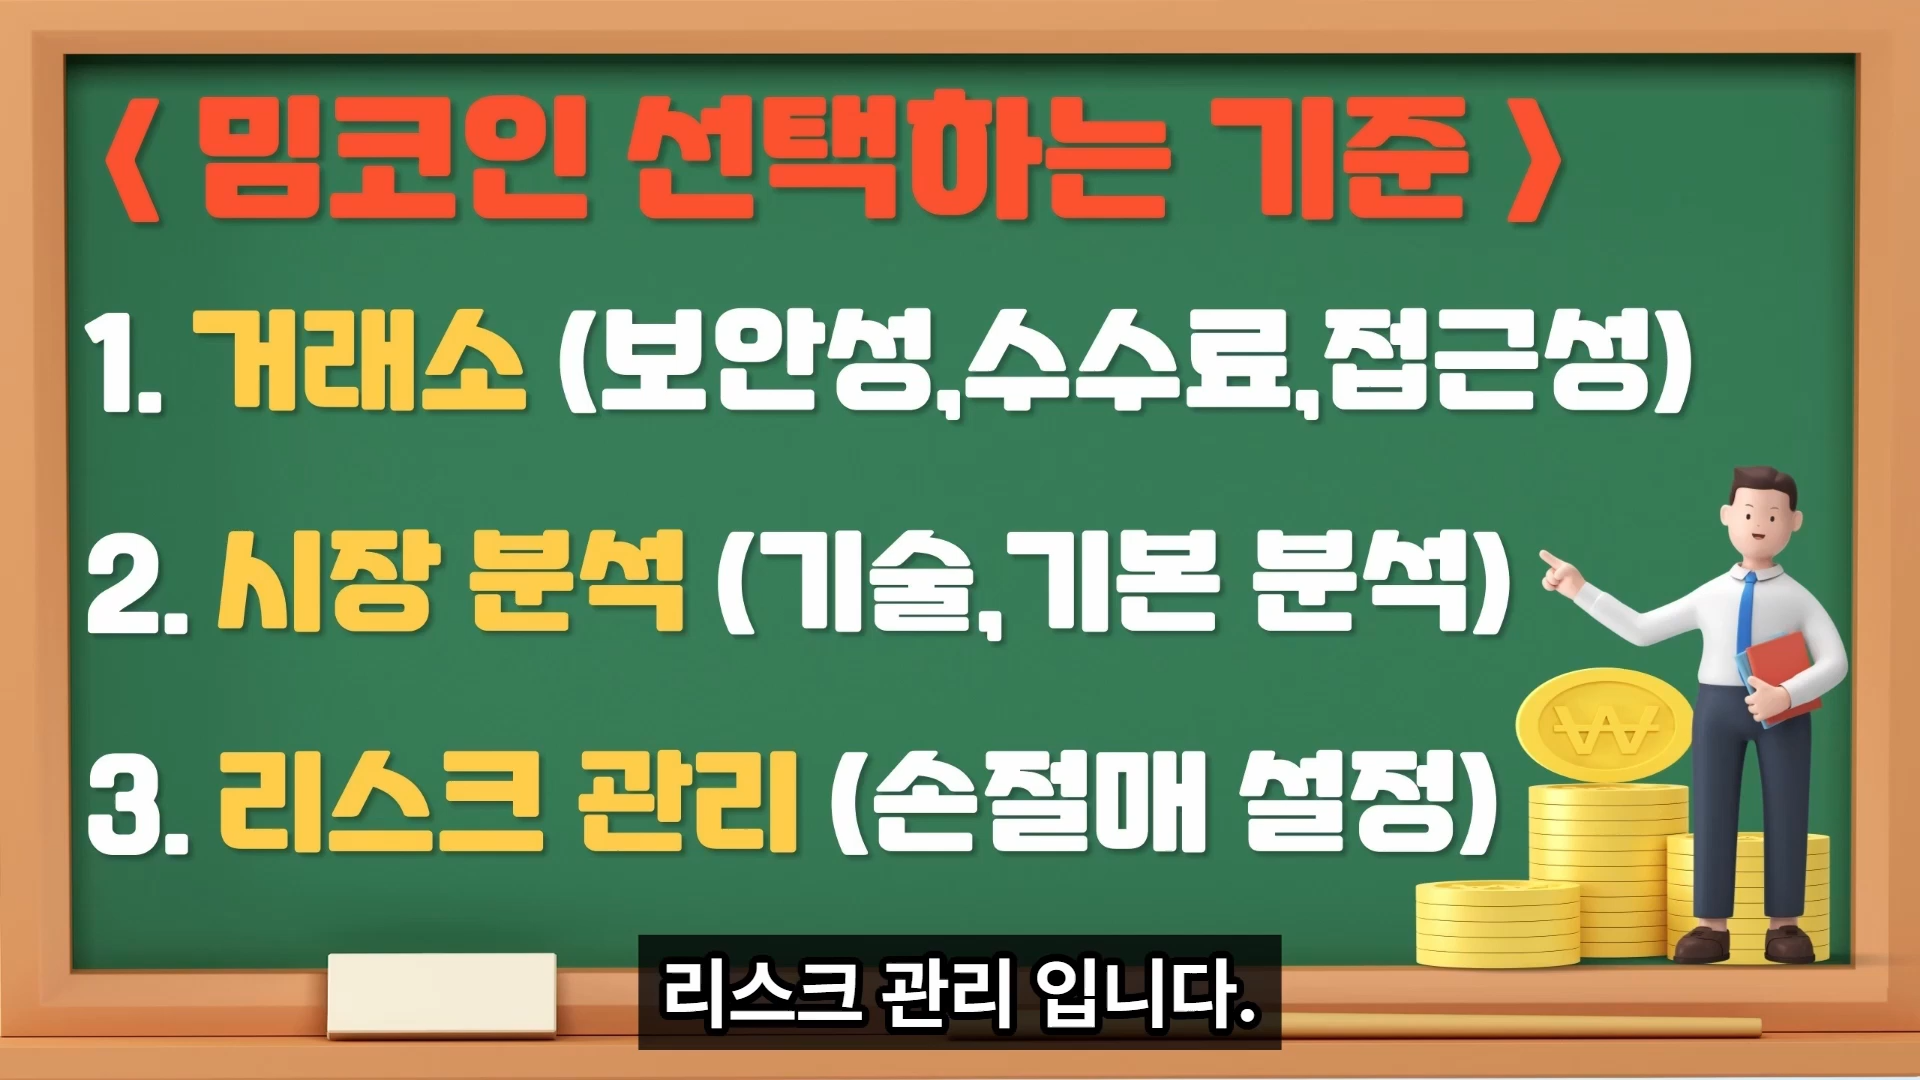 < 밈코인 선택하는 기준 >
1. 거래소 (보안성,수수료,접근성)
2. 시장 분석 (기술,기본 분석)
3. 리스크 관리 (손절매 설정)
₩
리스크 관리 입니다.